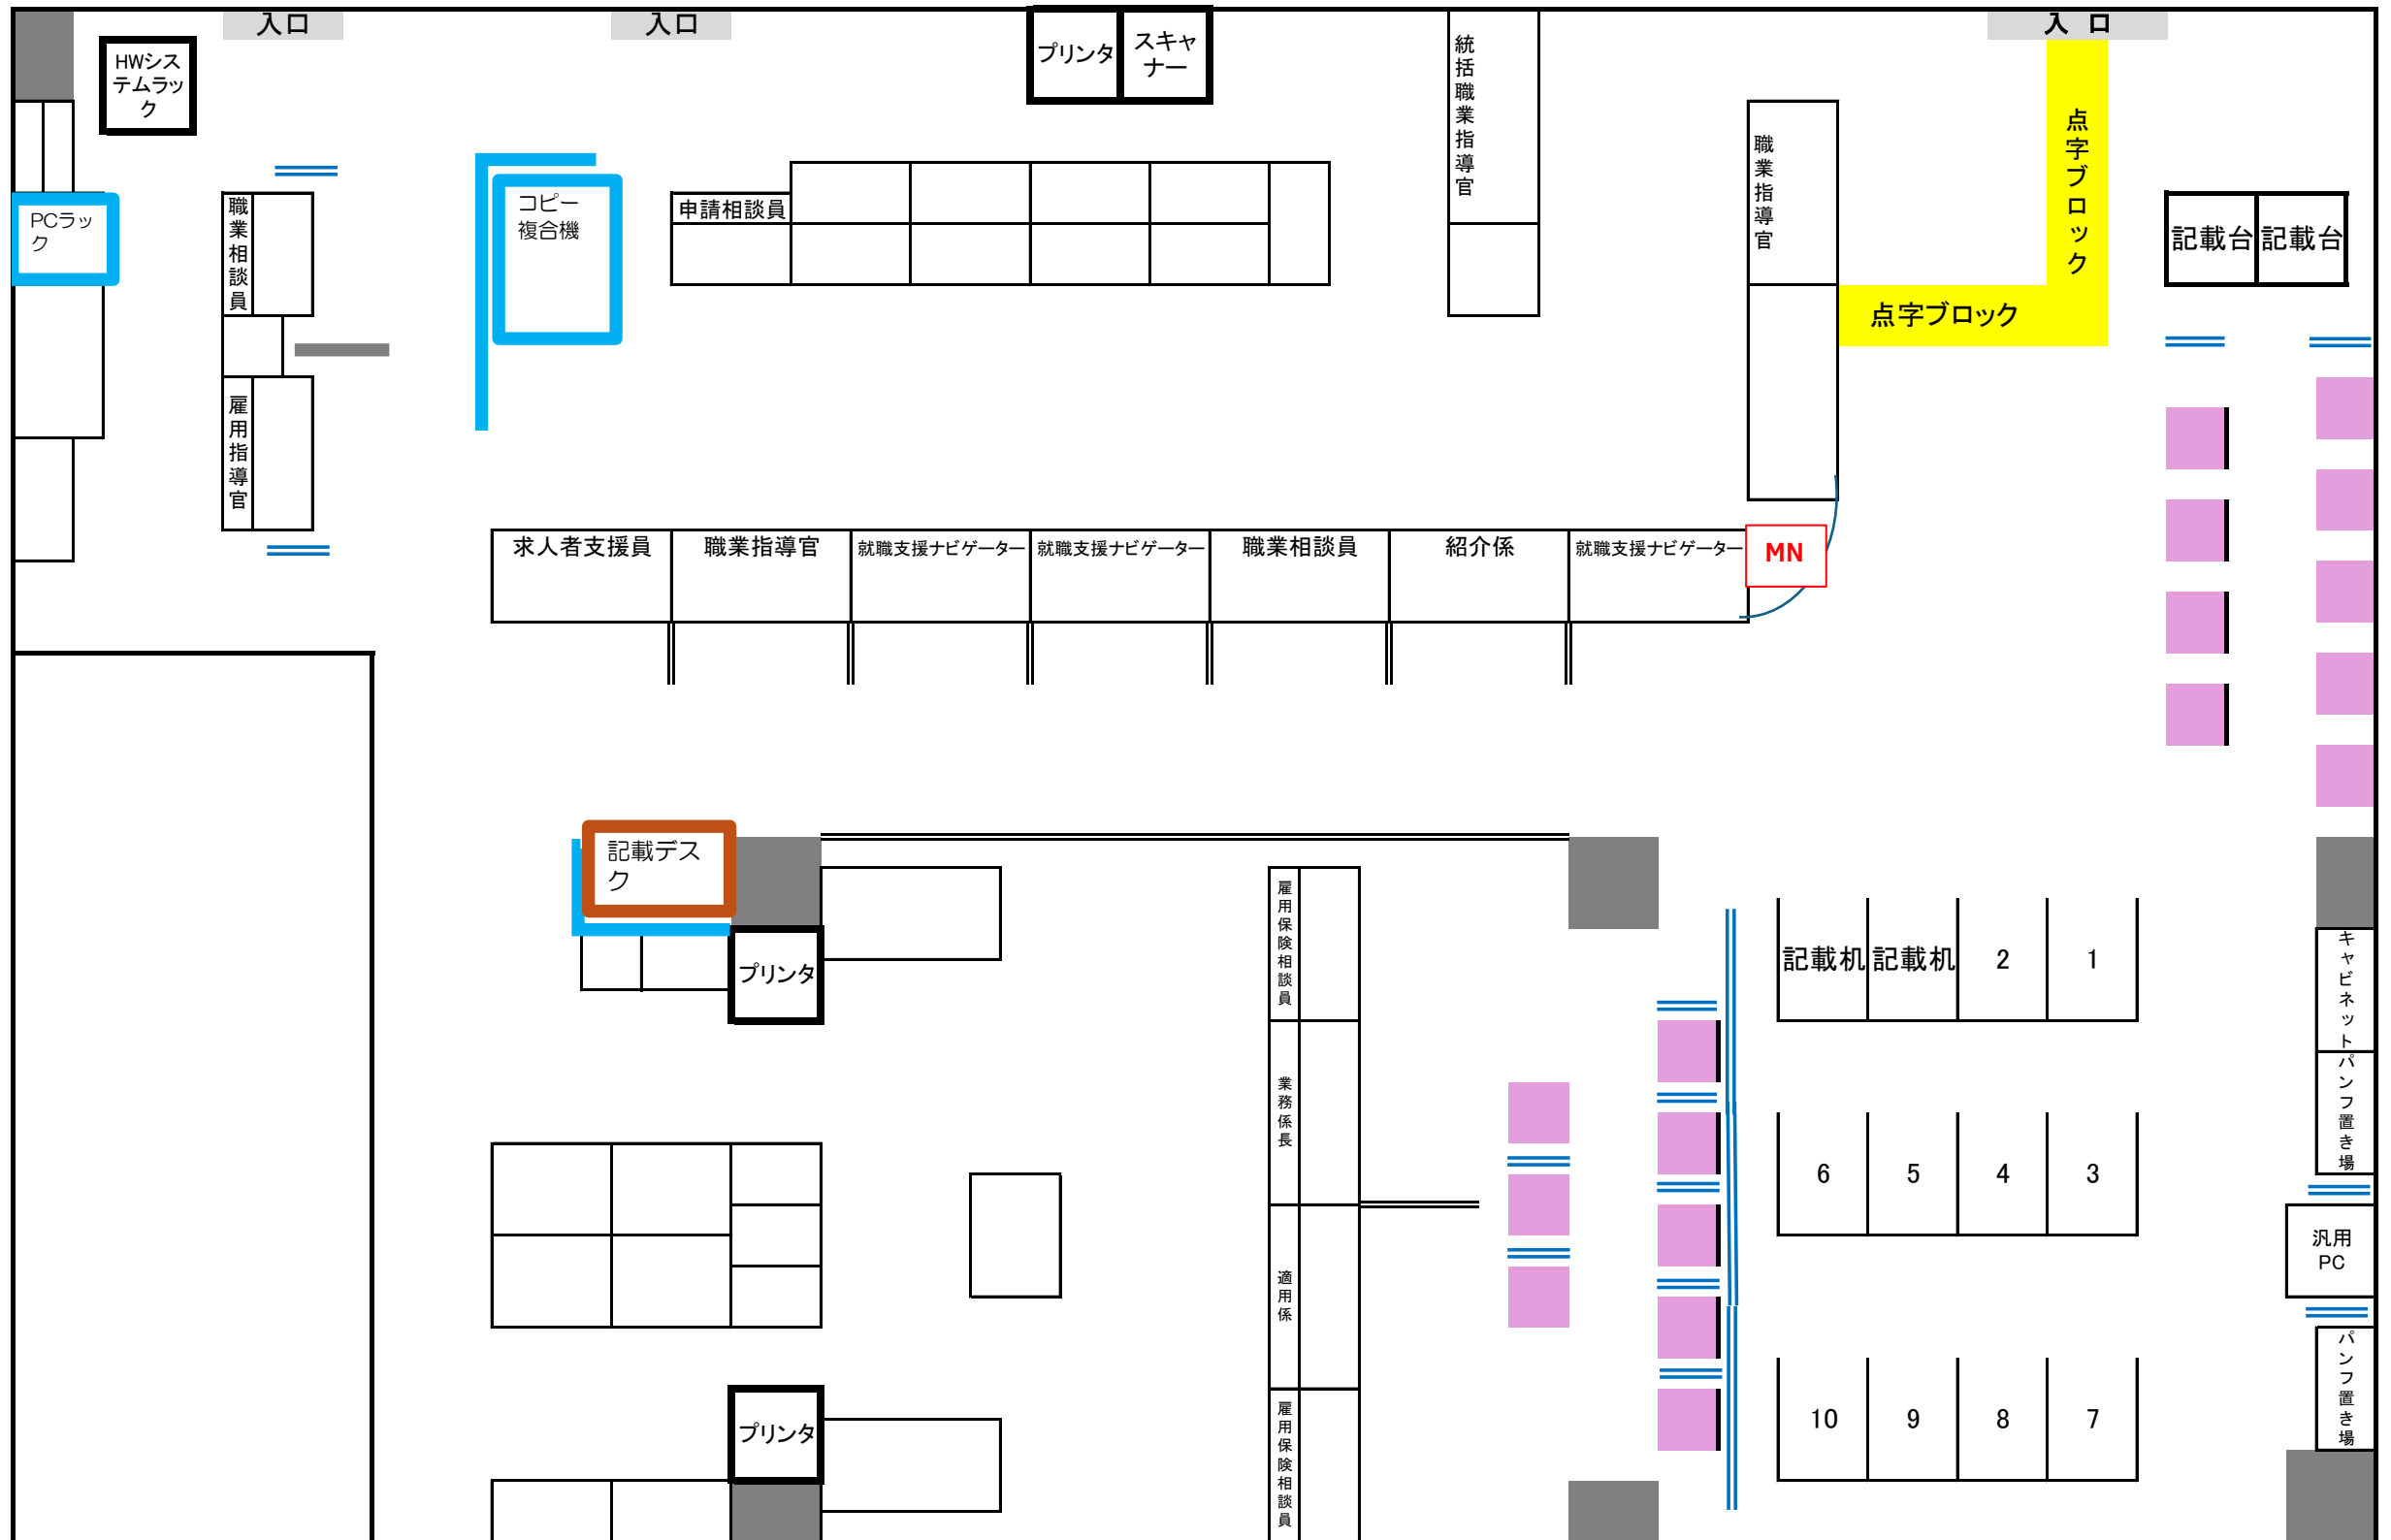 入口
入口
入 口
HWシス
テムラッ
ク
プリンタ
スキャ
ナー
統括職業指導官
職業指導官
点字ブロック
点字ブロック
記載台
記載台
PCラッ
ク
職業相談員
コピー
複合機
申請相談員
雇用指導官
求人者支援員
職業指導官
就職支援ナビゲーター
就職支援ナビゲーター
職業相談員
紹介係
就職支援ナビゲーター
MN
記載デス
ク
プリンタ
雇用保険相談員
業務係長
適用係
雇用保険相談員
プリンタ
記載机
記載机
2
1
6
5
4
3
10
9
8
7
キャビネット
パンフ置き場
汎用
PC
パンフ置き場